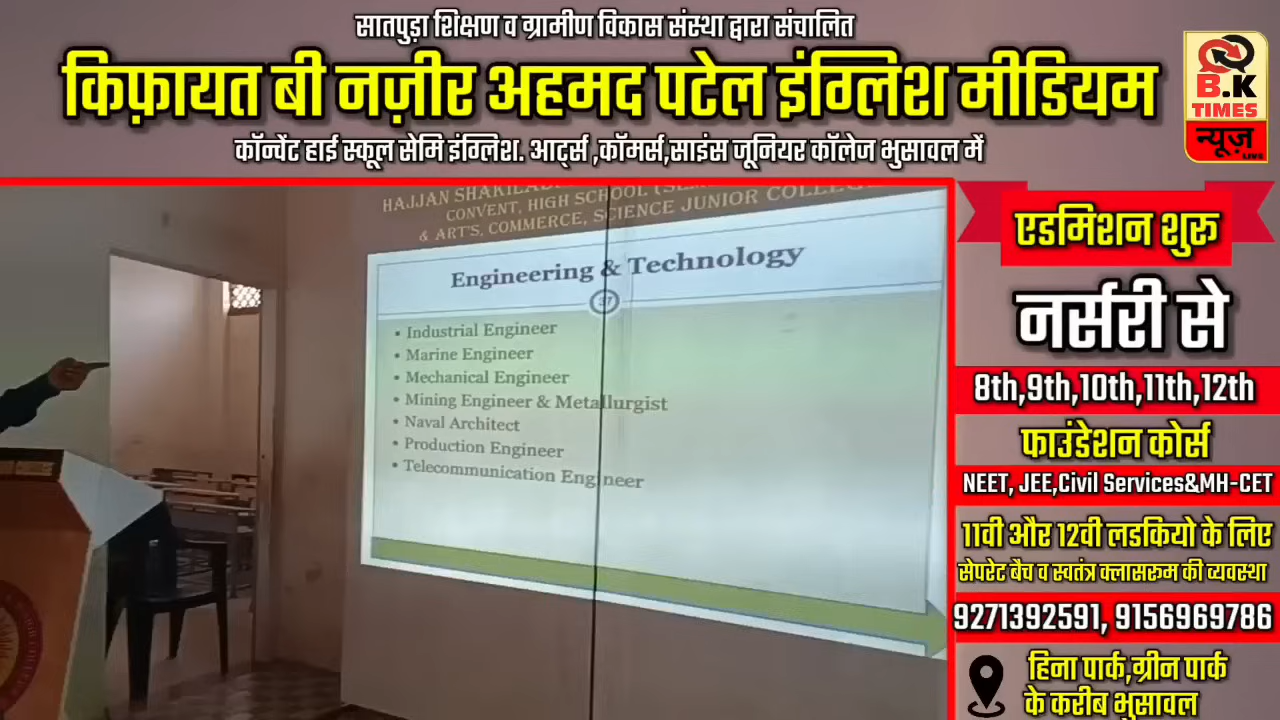 सातपुड़ा शिक्षण व ग्रामीण विकास संस्था द्वारा संचालित
किफ़ायत बी नज़ीर अहमद पटेल इंग्लिश मीडियम
कॉन्वेंट हाई स्कूल सेमि इंग्लिश. आर्ट्स ,कॉमर्स,साइंस जूनियर कॉलेज भुसावल में
B.K
TIMES
न्यूज़
LIVE
HAJJAN
CONVENT, HIGH SCHOOL
& ART'S, COMMERCE, SCIENCE JUNIOR
Engineering & Technology
37
• Industrial Engineer
• Marine Engineer
• Mechanical Engineer
• Mining Engineer & Metallurgist
• Naval Architect
• Production Engineer
• Telecommunication Engineer
एडमिशन शुरू
नर्सरी से
8th,9th,10th,11th,12th
फाउंडेशन कोर्स
NEET, JEE,Civil Services&MH-CET
11वी और 12वी लडकियो के लिए
सेपरेट बैच व स्वतंत्र क्लासरूम की व्यवस्था
9271392591, 9156969786
हिना पार्क,ग्रीन पार्क
के करीब भुसावल